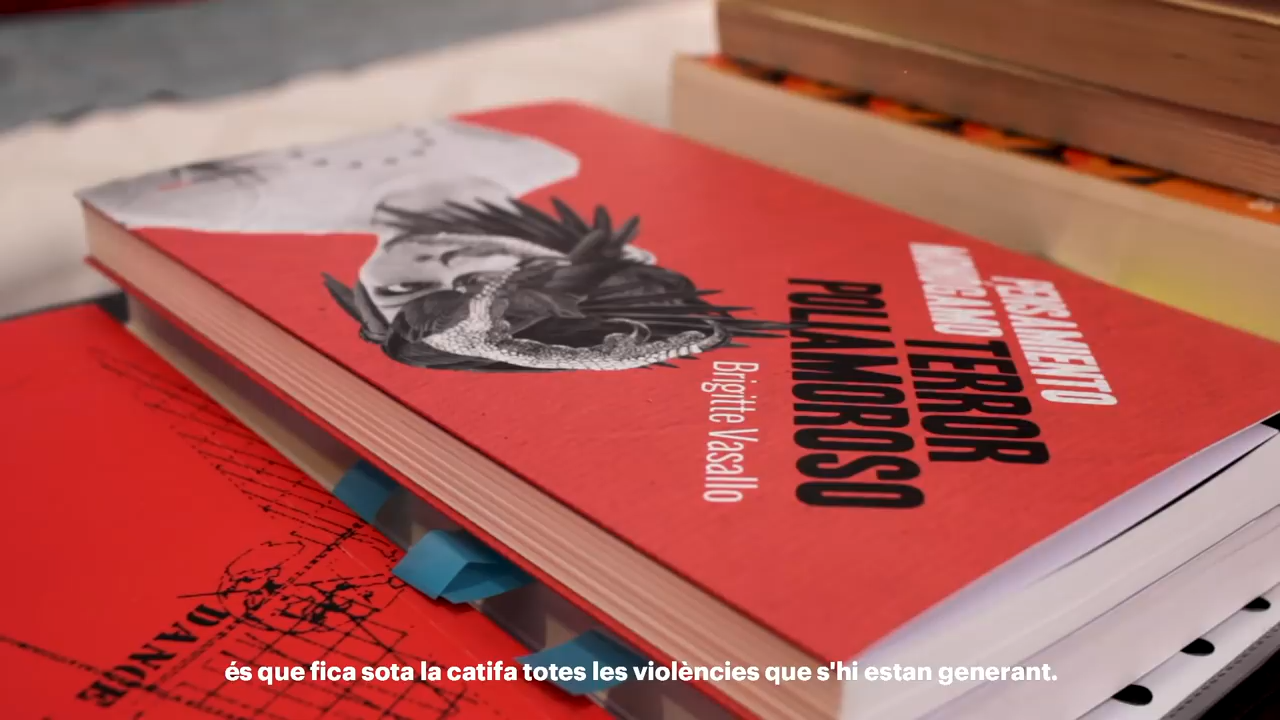 PENSAMIENTO
MONÓGAMO TERROR
POLIAMOROSO
Brigitte Vasallo
DANCE
és que fica sota la catifa totes les violències que s'hi estan generant.